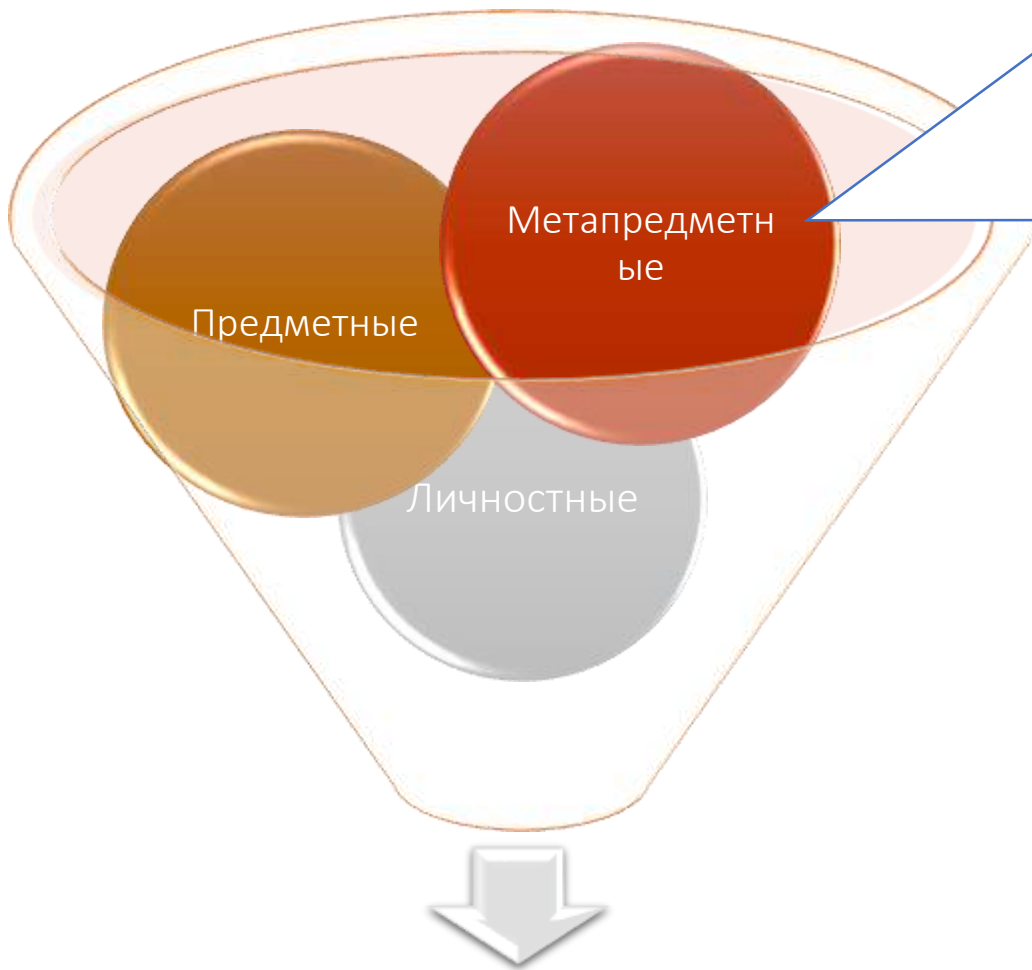 Метапредметн
ые
Предметные
Личностные